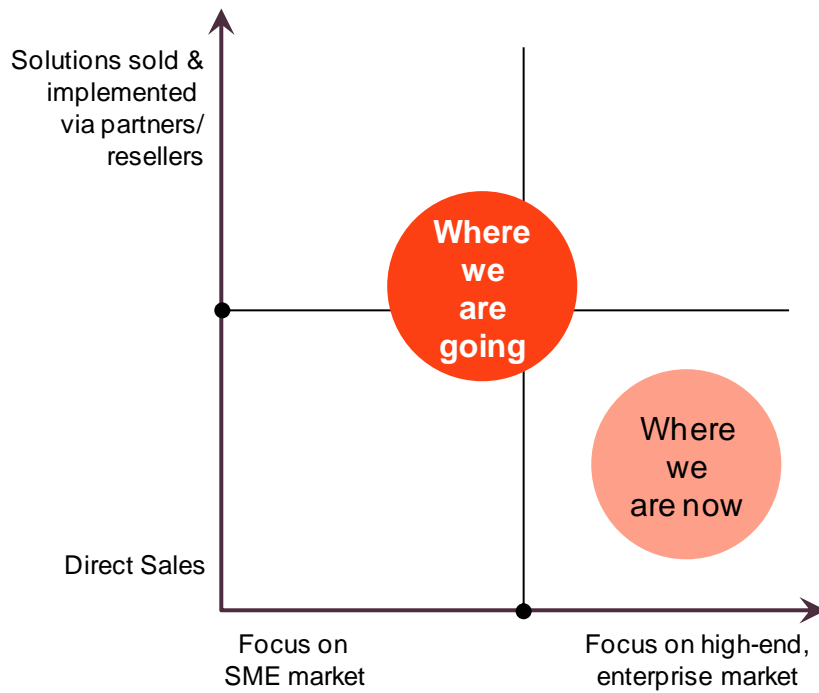 Solutions sold &
implemented
via partners/
resellers
Where
we
are
going
Where
we
are now
Direct Sales
Focus on
SME market
Focus on high-end,
enterprise market